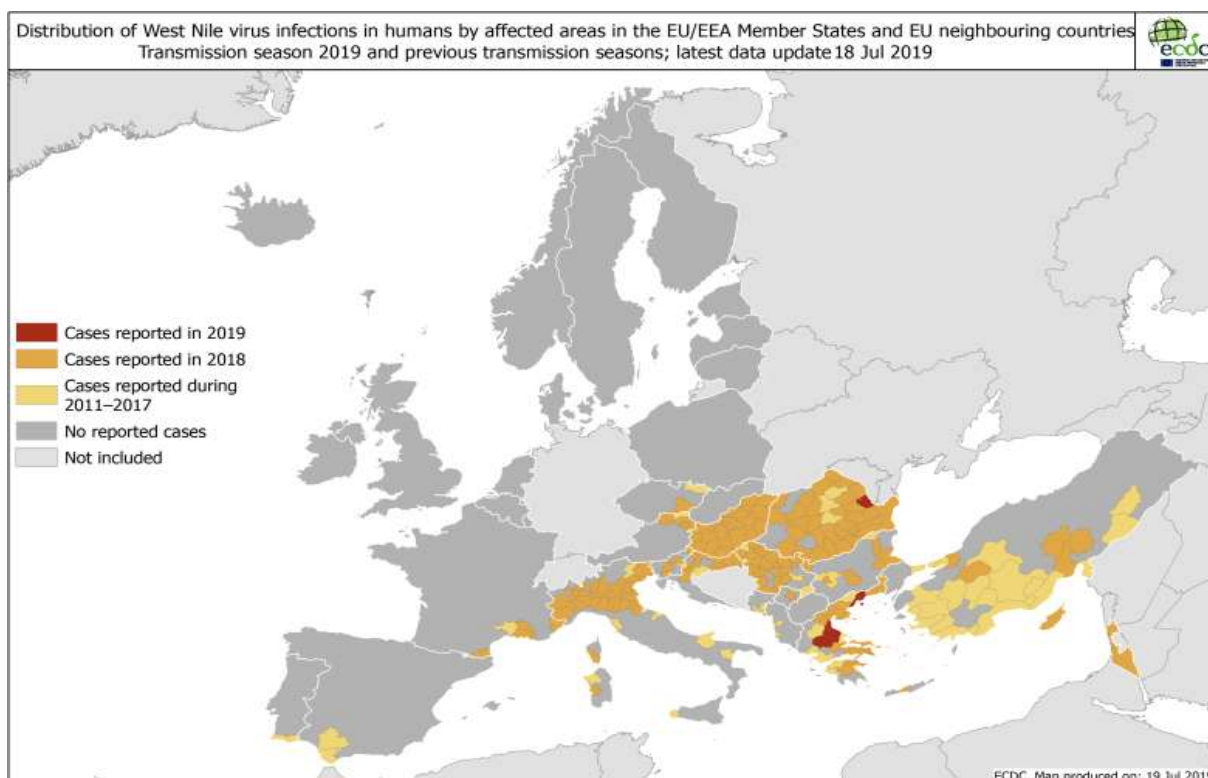 Distribution of West Nile virus infections in humans by affected areas in the EU/EEA Member States and EU neighbouring countries
Transmission season 2019 and previous transmission seasons; latest data update 18 Jul 2019
ecdc
Cases reported in 2019
Cases reported in 2018
Cases reported during
2011–2017
No reported cases
Not included
ECDC. Map produced on: 19 Jul 2019